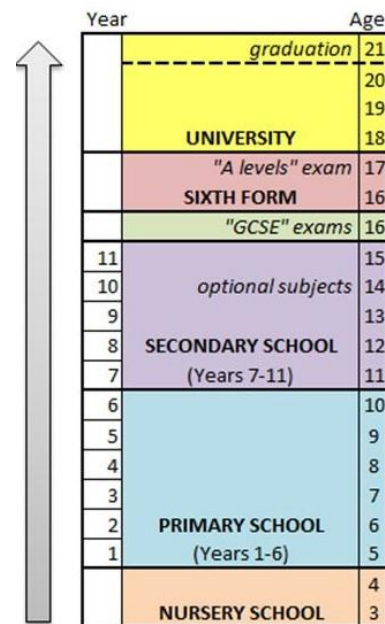 Year Age
graduation 21
20
19
UNIVERSITY 18
"A levels" exam 17
SIXTH FORM 16
"GCSE" exams 16
11 15
10 optional subjects 14
9 13
8 SECONDARY SCHOOL 12
7 (Years 7-11) 11
6 10
5 9
4 8
3 7
2 PRIMARY SCHOOL 6
1 (Years 1-6) 5
4
NURSERY SCHOOL 3